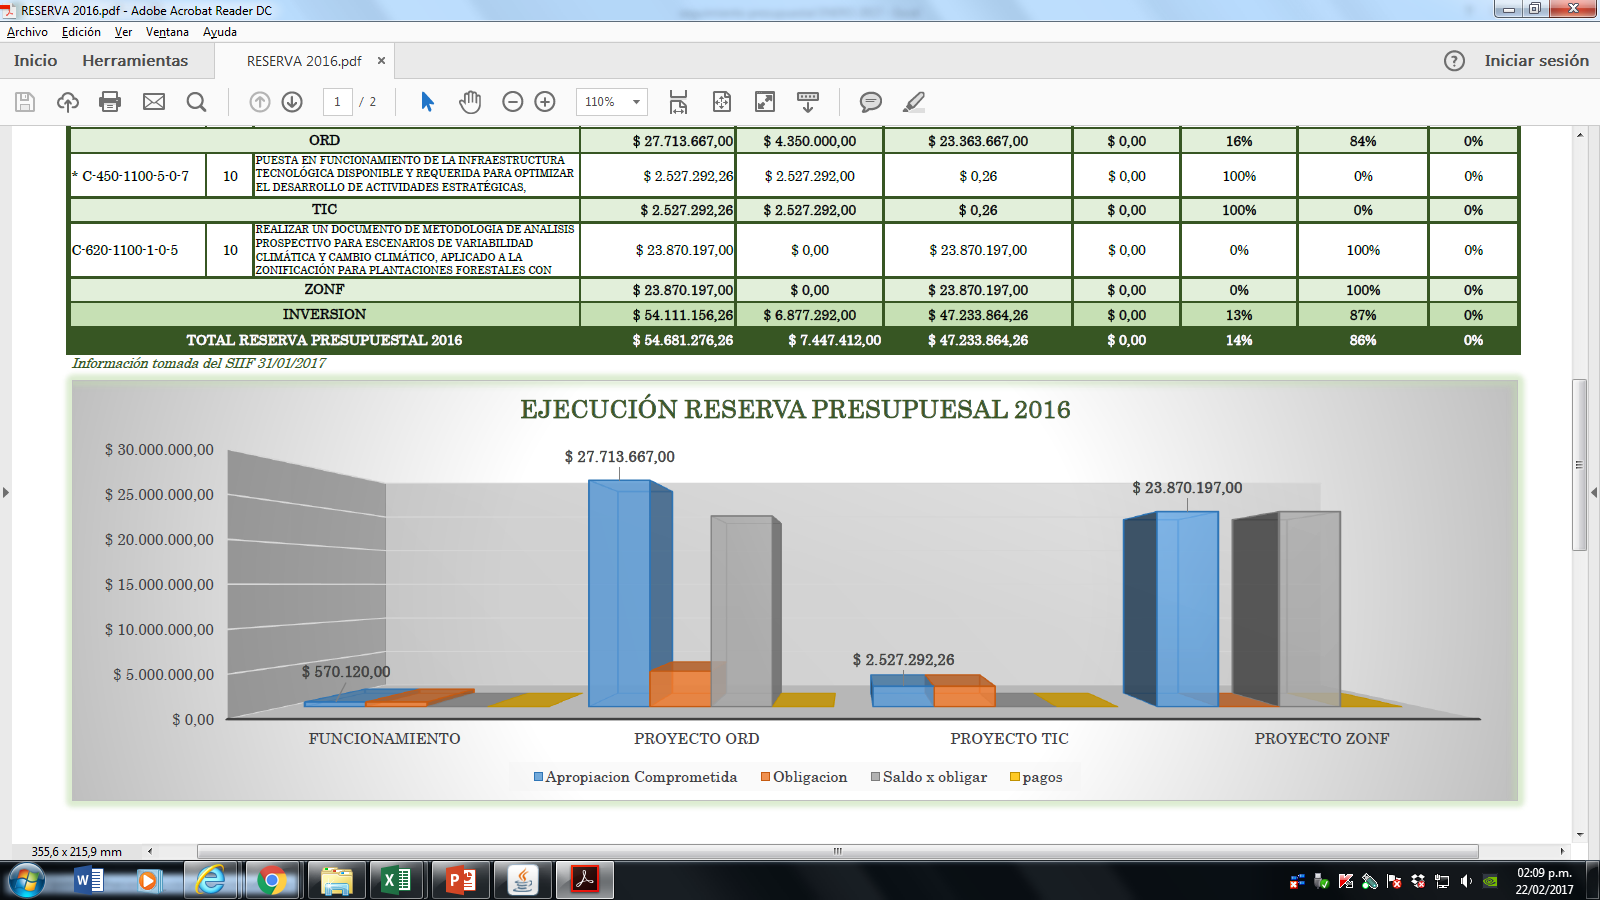 RESERVA 2016.pdf - Adobe Acrobat Reader DC
Archivo Edición Ver Ventana Ayuda
Inicio Herramientas RESERVA 2016.pdf × ? Iniciar sesión
1 / 2 110%
ORD $ 27.713.667,00 $ 4.350.000,00 $ 23.363.667,00 $ 0,00 16% 84% 0%
* C-450-1100-5-0-7 10 PUESTA EN FUNCIONAMIENTO DE LA INFRAESTRUCTURA TECNOLÓGICA DISPONIBLE Y REQUERIDA PARA OPTIMIZAR EL DESARROLLO DE ACTIVIDADES ESTRATÉGICAS, $ 2.527.292,26 $ 2.527.292,00 $ 0,26 $ 0,00 100% 0% 0%
TIC $ 2.527.292,26 $ 2.527.292,00 $ 0,26 $ 0,00 100% 0% 0%
C-620-1100-1-0-5 10 REALIZAR UN DOCUMENTO DE METODOLOGIA DE ANALISIS PROSPECTIVO PARA ESCENARIOS DE VARIABILIDAD CLIMÁTICA Y CAMBIO CLIMÁTICO, APLICADO A LA ZONIFICACIÓN PARA PLANTACIONES FORESTALES CON $ 23.870.197,00 $ 0,00 $ 23.870.197,00 $ 0,00 0% 100% 0%
ZONF $ 23.870.197,00 $ 0,00 $ 23.870.197,00 $ 0,00 0% 100% 0%
INVERSION $ 54.111.156,26 $ 6.877.292,00 $ 47.233.864,26 $ 0,00 13% 87% 0%
TOTAL RESERVA PRESUPUESTAL 2016 $ 54.681.276,26 $ 7.447.412,00 $ 47.233.864,26 $ 0,00 14% 86% 0%
Información tomada del SIIF 31/01/2017
EJECUCIÓN RESERVA PRESUPUESAL 2016
$ 30.000.000,00
$ 25.000.000,00
$ 20.000.000,00
$ 15.000.000,00
$ 10.000.000,00
$ 5.000.000,00
$ 0,00
$ 570.120,00
$ 27.713.667,00
$ 2.527.292,26
$ 23.870.197,00
FUNCIONAMIENTO PROYECTO ORD PROYECTO TIC PROYECTO ZONF
Apropiacion Comprometida Obligacion Saldo x obligar pagos
355,6 x 215,9 mm
02:09 p.m.
22/02/2017